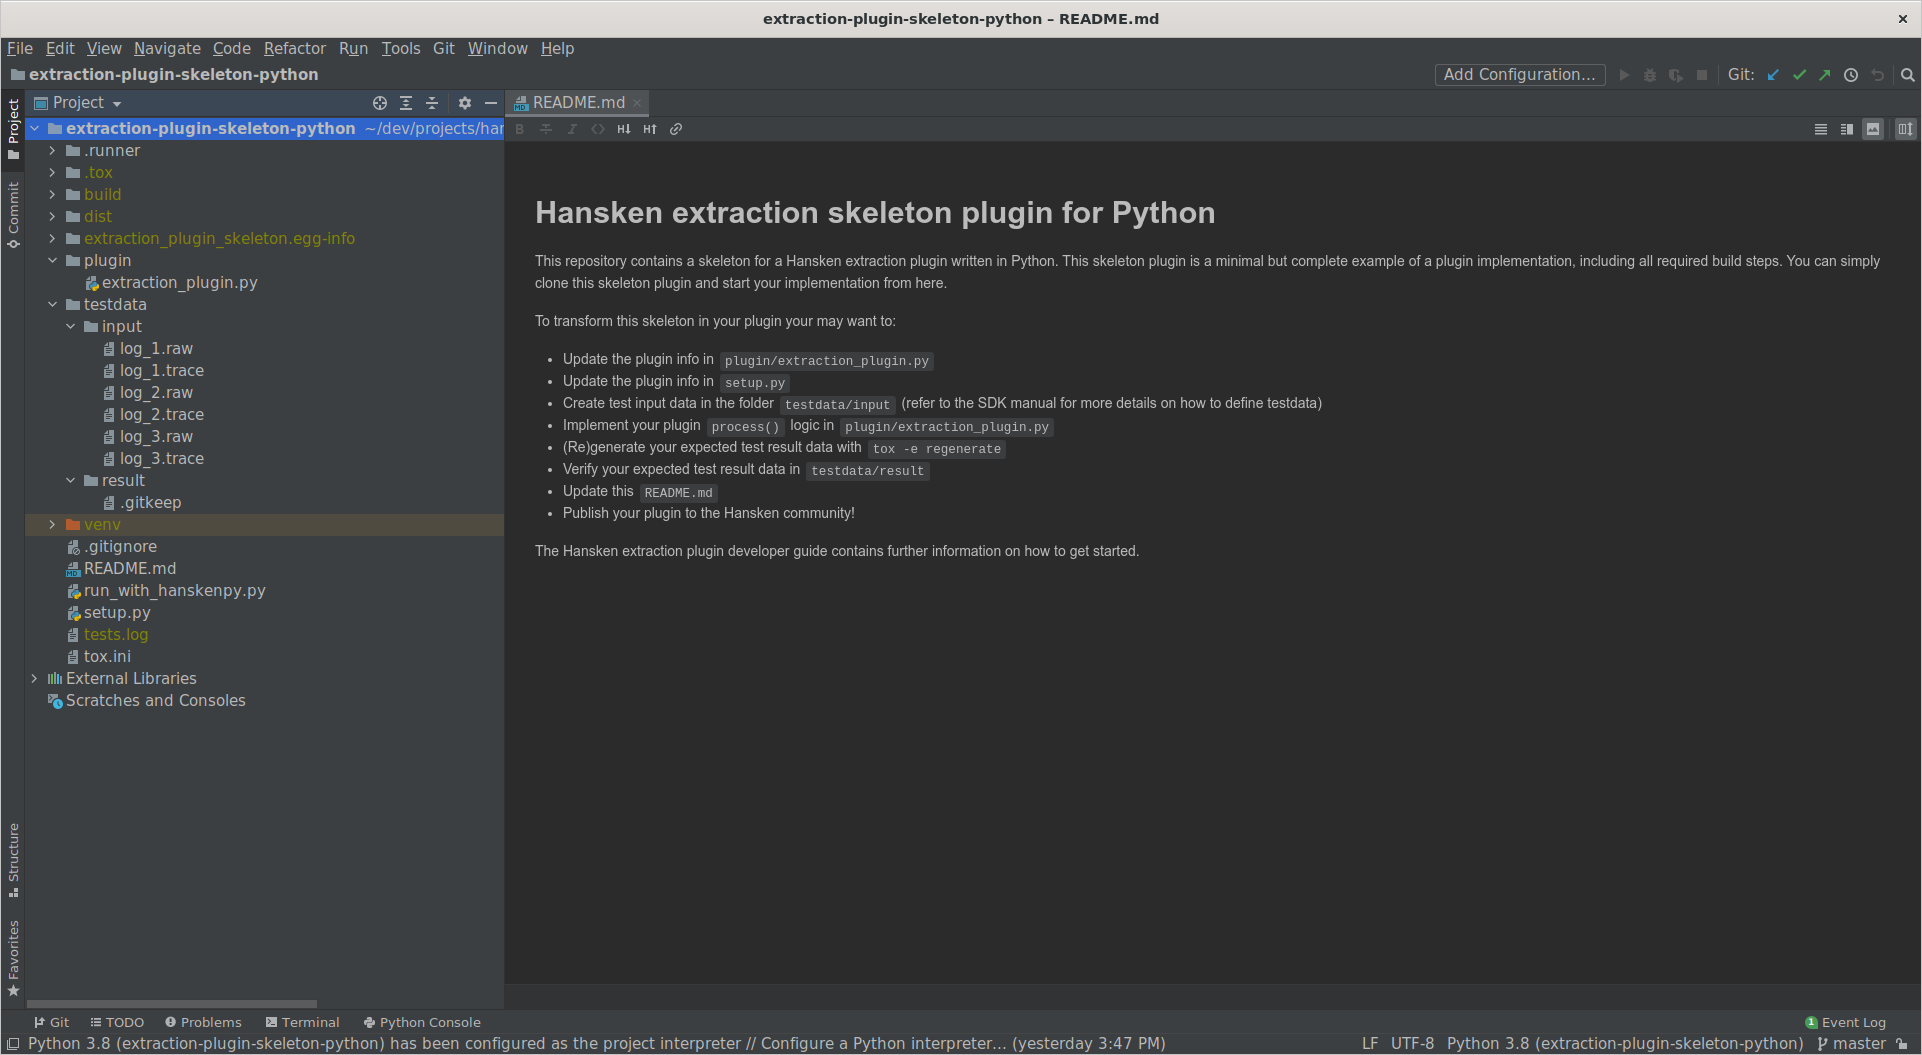 extraction-plugin-skeleton-python – README.md
File Edit View Navigate Code Refactor Run Tools Git Window Help
extraction-plugin-skeleton-python
Add Configuration...
Git:
Project
README.md
extraction-plugin-skeleton-python ~/dev/projects/har
.runner
.tox
build
dist
extraction_plugin_skeleton.egg-info
plugin
extraction_plugin.py
testdata
input
log_1.raw
log_1.trace
log_2.raw
log_2.trace
log_3.raw
log_3.trace
result
.gitkeep
venv
.gitignore
README.md
run_with_hanskenpy.py
setup.py
tests.log
tox.ini
External Libraries
Scratches and Consoles
Project
Commit
Structure
Favorites
B I H↓ H↑
Hansken extraction skeleton plugin for Python
This repository contains a skeleton for a Hansken extraction plugin written in Python. This skeleton plugin is a minimal but complete example of a plugin implementation, including all required build steps. You can simply
clone this skeleton plugin and start your implementation from here.
To transform this skeleton in your plugin your may want to:
• Update the plugin info in plugin/extraction_plugin.py
• Update the plugin info in setup.py
• Create test input data in the folder testdata/input (refer to the SDK manual for more details on how to define testdata)
• Implement your plugin process() logic in plugin/extraction_plugin.py
• (Re)generate your expected test result data with tox -e regenerate
• Verify your expected test result data in testdata/result
• Update this README.md
• Publish your plugin to the Hansken community!
The Hansken extraction plugin developer guide contains further information on how to get started.
Git TODO Problems Terminal Python Console
1 Event Log
Python 3.8 (extraction-plugin-skeleton-python) has been configured as the project interpreter // Configure a Python interpreter... (yesterday 3:47 PM)
LF UTF-8 Python 3.8 (extraction-plugin-skeleton-python) master